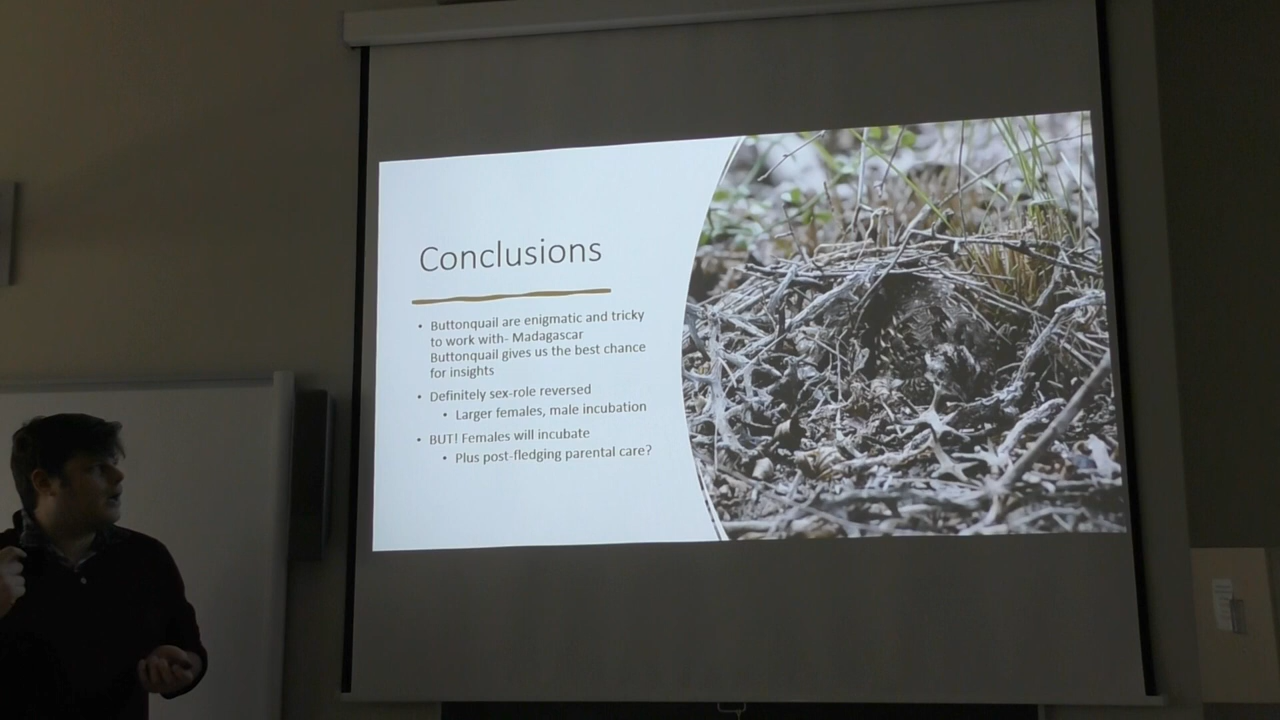 Conclusions
• Buttonquail are enigmatic and tricky
to work with- Madagascar
Buttonquail gives us the best chance
for insights
• Definitely sex-role reversed
• Larger females, male incubation
• BUT! Females will incubate
• Plus post-fledging parental care?